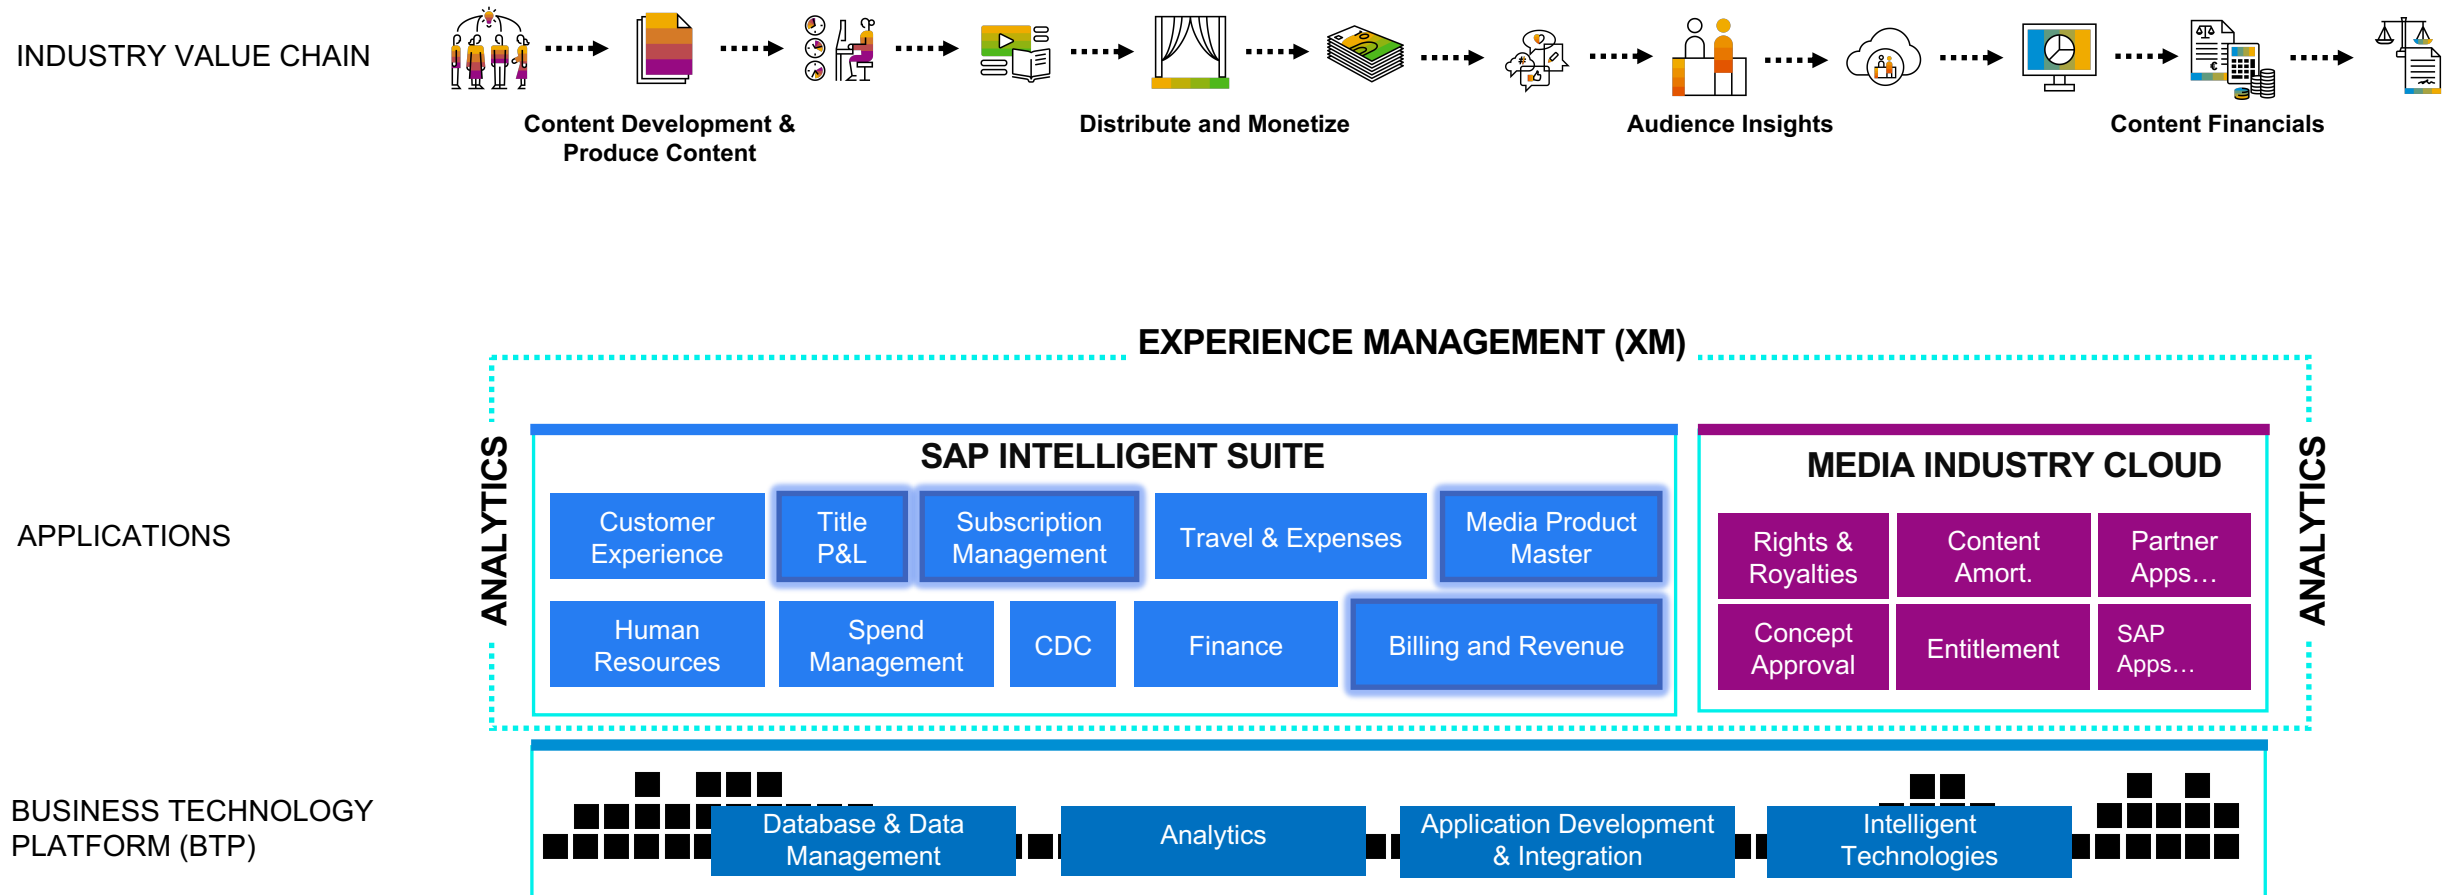 INDUSTRY VALUE CHAIN
Content Development &
Produce Content
Distribute and Monetize
Audience Insights
Content Financials
EXPERIENCE MANAGEMENT (XM)
APPLICATIONS
ANALYTICS
SAP INTELLIGENT SUITE
Customer
Experience
Title
P&L
Subscription
Management
Travel & Expenses
Media Product
Master
Human
Resources
Spend
Management
CDC
Finance
Billing and Revenue
MEDIA INDUSTRY CLOUD
Rights &
Royalties
Content
Amort.
Partner
Apps…
Concept
Approval
Entitlement
SAP
Apps…
ANALYTICS
BUSINESS TECHNOLOGY
PLATFORM (BTP)
Database & Data
Management
Analytics
Application Development
& Integration
Intelligent
Technologies